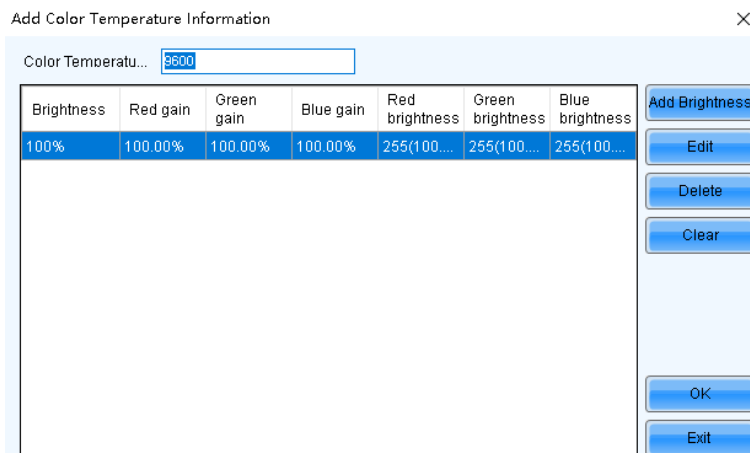 Add Color Temperature Information
Color Temperatu... 9600
Brightness Red gain Green gain Blue gain Red brightness Green brightness Blue brightness
100% 100.00% 100.00% 100.00% 255(100.... 255(100.... 255(100....
Add Brightness
Edit
Delete
Clear
OK
Exit